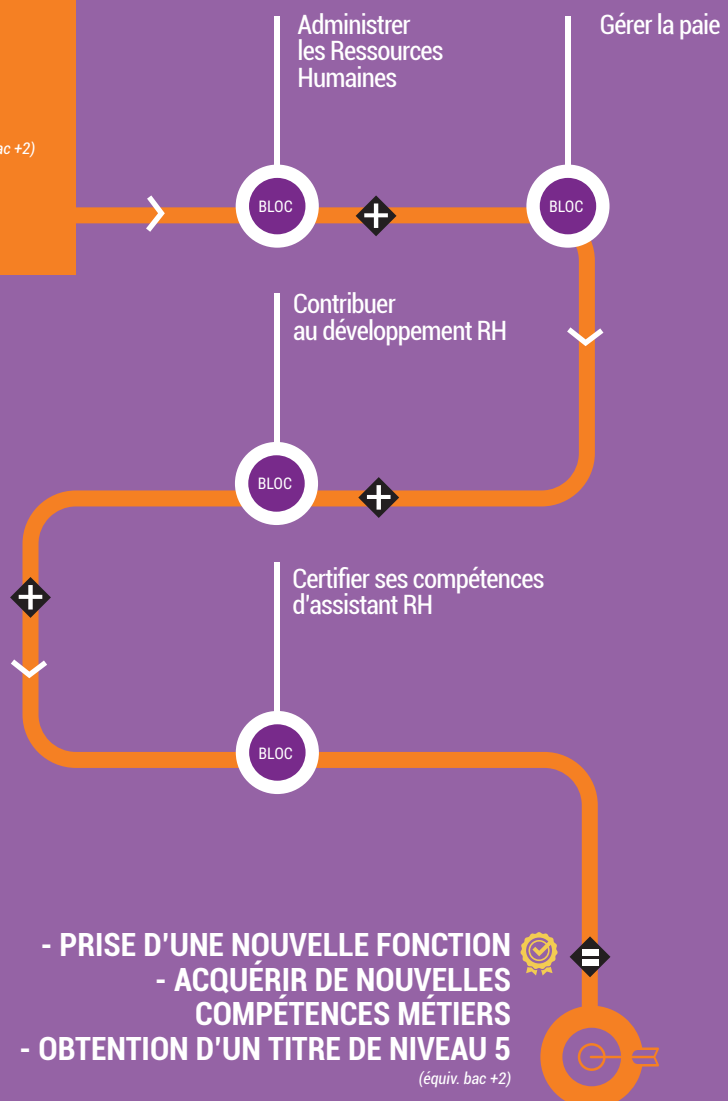 Administrer
les Ressources
Humaines
Gérer la paie
bac +2)
BLOC
BLOC
Contribuer
au développement RH
BLOC
Certifier ses compétences
d'assistant RH
BLOC
- PRISE D'UNE NOUVELLE FONCTION
- ACQUÉRIR DE NOUVELLES
COMPÉTENCES MÉTIERS
- OBTENTION D'UN TITRE DE NIVEAU 5
(équiv. bac +2)